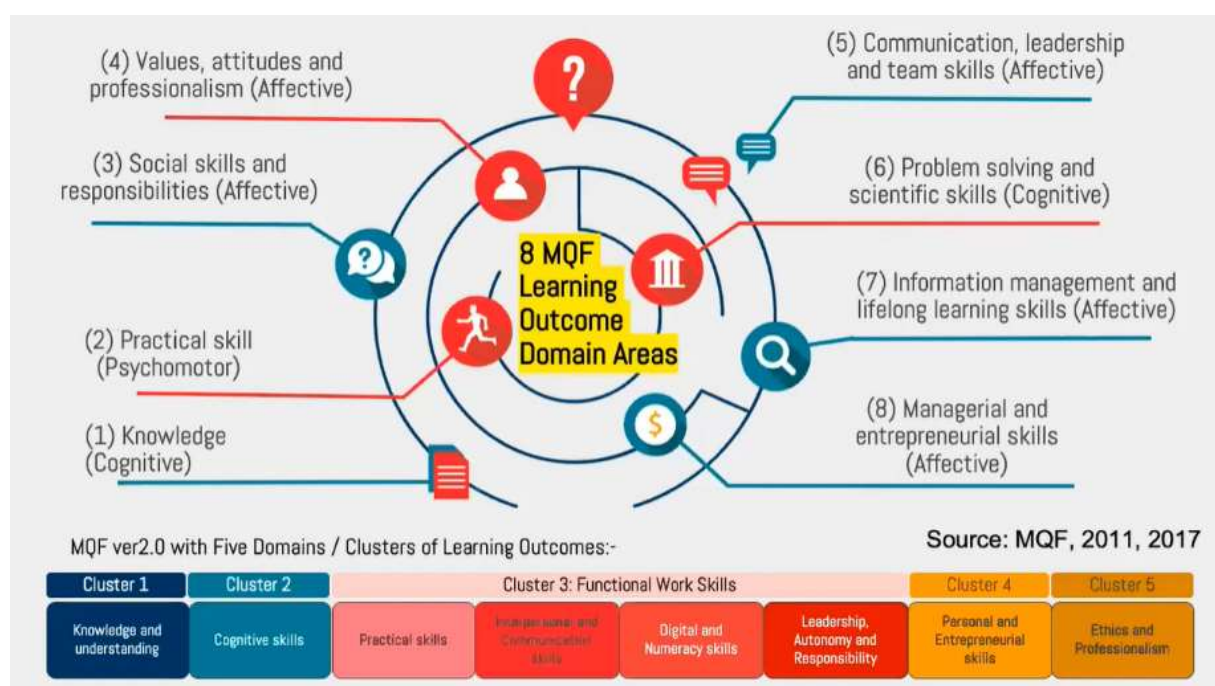 (4) Values, attitudes and
professionalism (Affective)
(3) Social skills and
responsibilities (Affective)
(2) Practical skill
(Psychomotor)
(1) Knowledge
(Cognitive)
?
?
8 MQF
Learning
Outcome
Domain Areas
$
(5) Communication, leadership
and team skills (Affective)
(6) Problem solving and
scientific skills (Cognitive)
(7) Information management and
lifelong learning skills (Affective)
(8) Managerial and
entrepreneurial skills
(Affective)
MQF ver2.0 with Five Domains / Clusters of Learning Outcomes:-
Source: MQF, 2011, 2017
Cluster 1
Cluster 2
Cluster 3: Functional Work Skills
Cluster 4
Cluster 5
Knowledge and
understanding
Cognitive skills
Practical skills
Interpersonal and
Communication
skills
Digital and
Numeracy skills
Leadership,
Autonomy and
Responsibility
Personal and
Entrepreneurial
skills
Ethics and
Professionalism